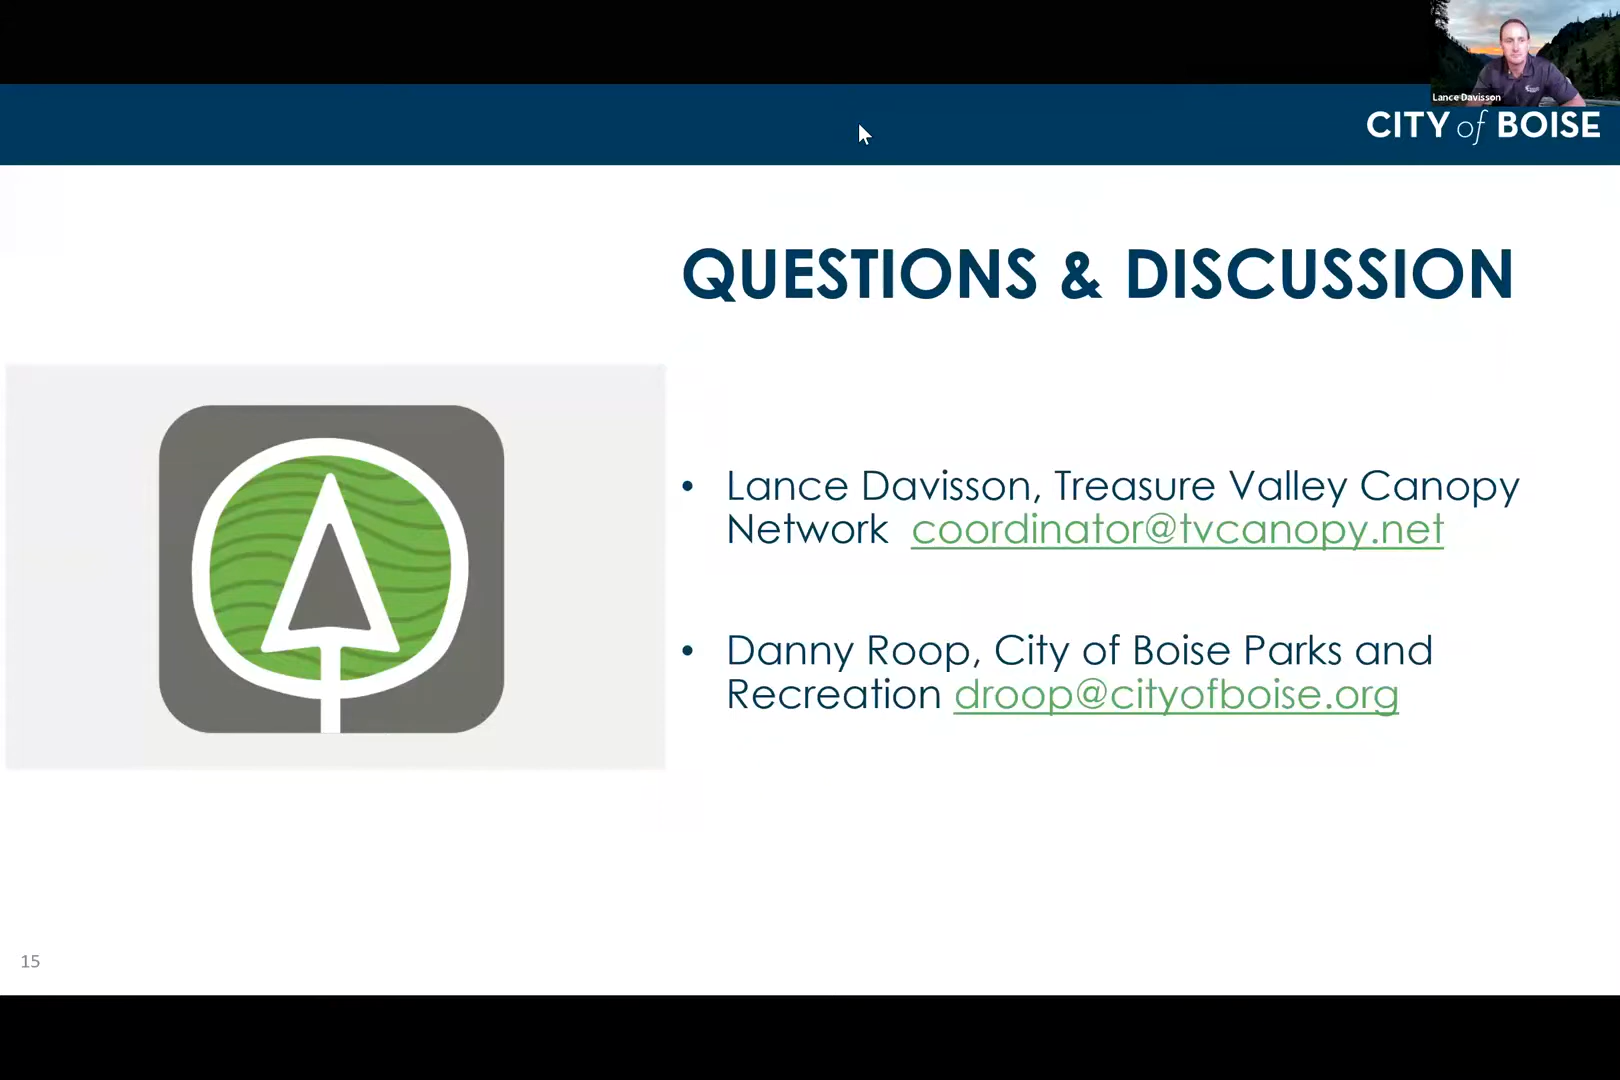 Lance Davisson
CITY of BOISE
QUESTIONS & DISCUSSION
• Lance Davisson, Treasure Valley Canopy
Network coordinator@tvcanopy.net
• Danny Roop, City of Boise Parks and
Recreation droop@cityofboise.org
15